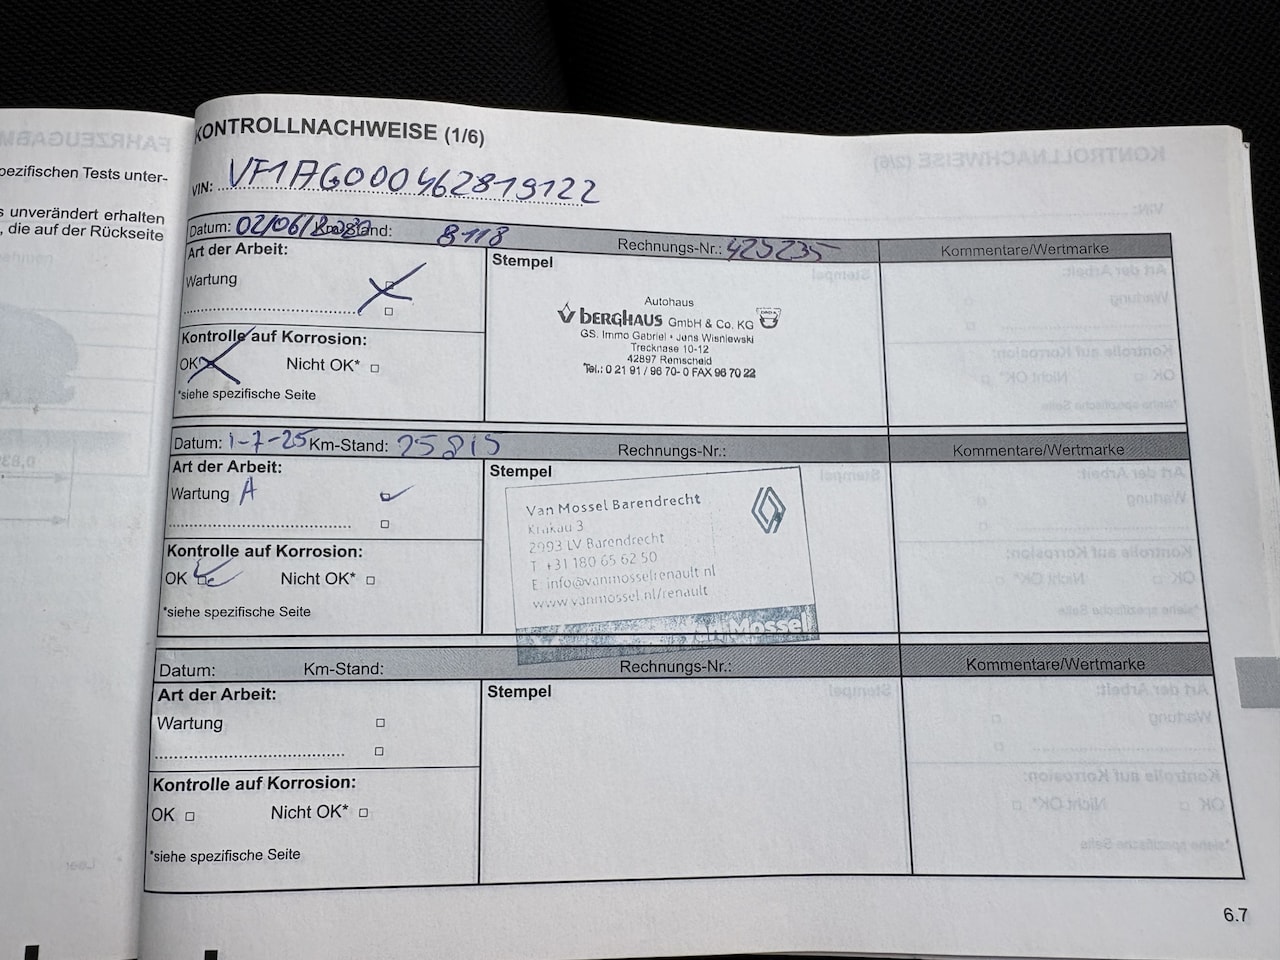 FAHRZEUGABM
pezifischen Tests unter-
s unverändert erhalten
, die auf der Rückseite
KONTROLLNACHWEISE (1/6)
VIN: VF1AG000462819122
Datum: 02/06/ Km-Stand: 8118 Rechnungs-Nr.: 425235 Kommentare/Wertmarke
Art der Arbeit:
Wartung
Kontrolle auf Korrosion:
OK Nicht OK*
*siehe spezifische Seite
Stempel
Autohaus
berGHAUS GmbH & Co. KG
GS. Immo Gabriel • Jens Wisniewski
Trecknase 10-12
42897 Remscheid
Tel.: 0 21 91 / 96 70- 0 FAX 96 70 22
Datum: 1-7-25 Km-Stand: 25815 Rechnungs-Nr.: Kommentare/Wertmarke
Art der Arbeit:
Wartung A
Kontrolle auf Korrosion:
OK Nicht OK*
*siehe spezifische Seite
Stempel
Van Mossel Barendrecht
Krakau 3
2993 LV Barendrecht
T +31 180 65 62 50
E info@vanmosselrenault.nl
www.vanmossel.nl/renault
Van Mossel
Datum: Km-Stand: Rechnungs-Nr.: Kommentare/Wertmarke
Art der Arbeit:
Wartung
Kontrolle auf Korrosion:
OK Nicht OK*
*siehe spezifische Seite
Stempel
6.7